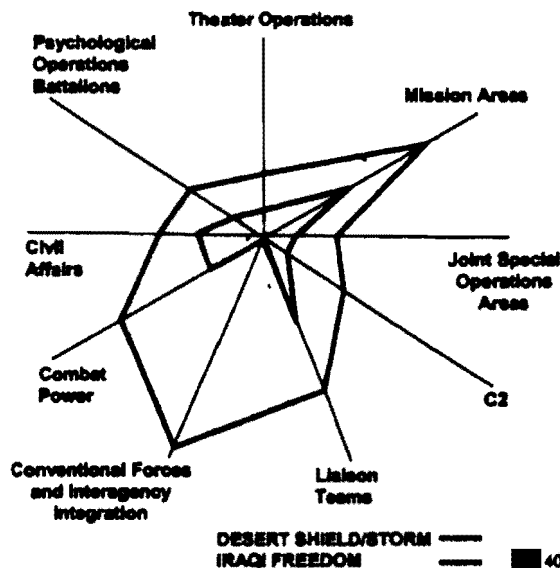 Theater Operations
Psychological
Operations
Battalions
Mission Areas
Civil
Affairs
Joint Special
Operations
Areas
Combat
Power
C2
Conventional Forces
and Interagency
Integration
Liaison
Teams
DESERT SHIELD/STORM
IRAQI FREEDOM
40